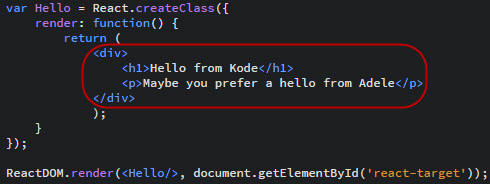 var Hello = React.createClass({
    render: function() {
        return (
            <div>
                <h1>Hello from Kode</h1>
                <p>Maybe you prefer a hello from Adele</p>
            </div>
            );
    }
});

ReactDOM.render(<Hello/>, document.getElementById('react-target'));